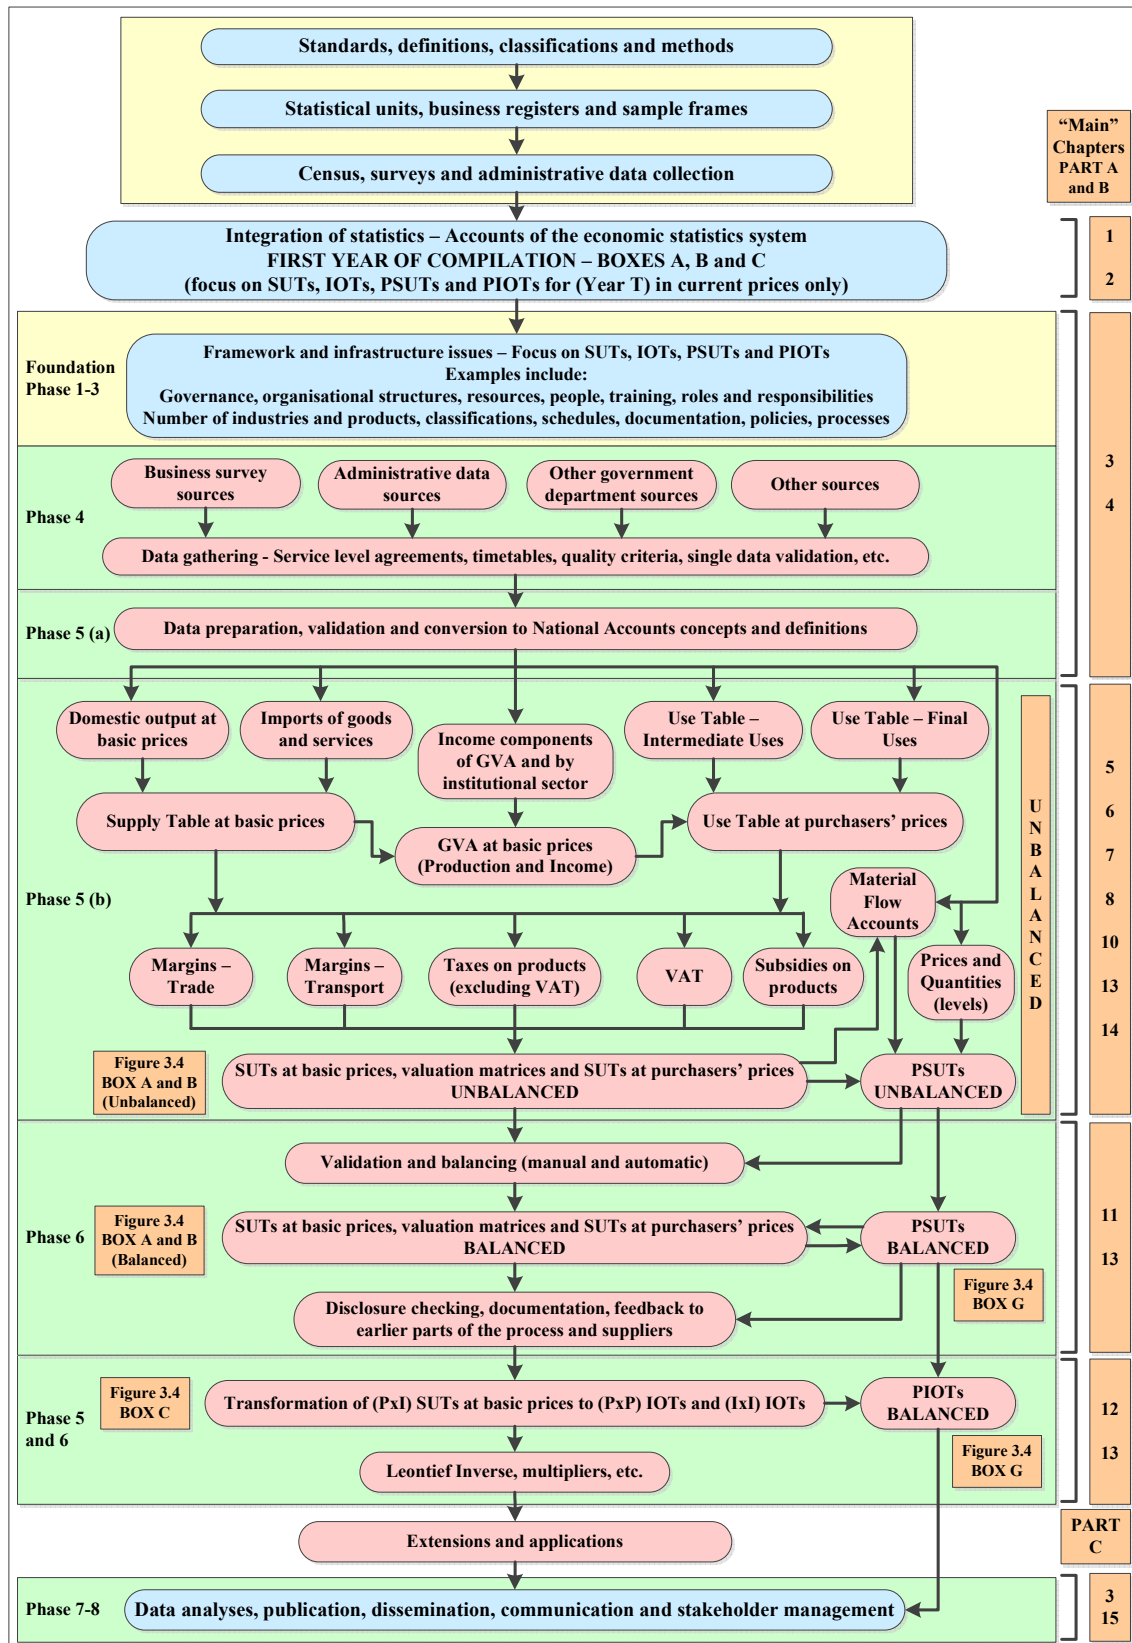 Standards, definitions, classifications and methods
Statistical units, business registers and sample frames
Census, surveys and administrative data collection
“Main”
Chapters
PART A
and B
Integration of statistics – Accounts of the economic statistics system
FIRST YEAR OF COMPILATION – BOXES A, B and C
(focus on SUTs, IOTs, PSUTs and PIOTs for (Year T) in current prices only)
1
2
Foundation
Phase 1-3
Framework and infrastructure issues – Focus on SUTs, IOTs, PSUTs and PIOTs
Examples include:
Governance, organisational structures, resources, people, training, roles and responsibilities
Number of industries and products, classifications, schedules, documentation, policies, processes
3
4
Phase 4
Business survey
sources
Administrative data
sources
Other government
department sources
Other sources
Data gathering - Service level agreements, timetables, quality criteria, single data validation, etc.
Phase 5 (a)
Data preparation, validation and conversion to National Accounts concepts and definitions
Phase 5 (b)
Domestic output at
basic prices
Imports of goods
and services
Income components
of GVA and by
institutional sector
Use Table –
Intermediate Uses
Use Table – Final
Uses
Supply Table at basic prices
GVA at basic prices
(Production and Income)
Use Table at purchasers’ prices
Material
Flow
Accounts
Prices and
Quantities
(levels)
Margins –
Trade
Margins –
Transport
Taxes on products
(excluding VAT)
VAT
Subsidies on
products
Figure 3.4
BOX A and B
(Unbalanced)
SUTs at basic prices, valuation matrices and SUTs at purchasers’ prices
UNBALANCED
PSUTs
UNBALANCED
U
N
B
A
L
A
N
C
E
D
5
6
7
8
10
13
14
Phase 6
Validation and balancing (manual and automatic)
Figure 3.4
BOX A and B
(Balanced)
SUTs at basic prices, valuation matrices and SUTs at purchasers’ prices
BALANCED
PSUTs
BALANCED
Figure 3.4
BOX G
Disclosure checking, documentation, feedback to
earlier parts of the process and suppliers
11
13
Phase 5
and 6
Figure 3.4
BOX C
Transformation of (PxI) SUTs at basic prices to (PxP) IOTs and (IxI) IOTs
PIOTs
BALANCED
Figure 3.4
BOX G
Leontief Inverse, multipliers, etc.
12
13
Extensions and applications
PART
C
Phase 7-8
Data analyses, publication, dissemination, communication and stakeholder management
3
15